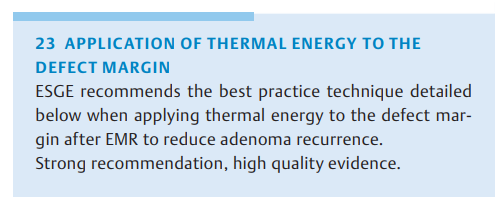 23 APPLICATION OF THERMAL ENERGY TO THE
DEFECT MARGIN
ESGE recommends the best practice technique detailed
below when applying thermal energy to the defect mar-
gin after EMR to reduce adenoma recurrence.
Strong recommendation, high quality evidence.